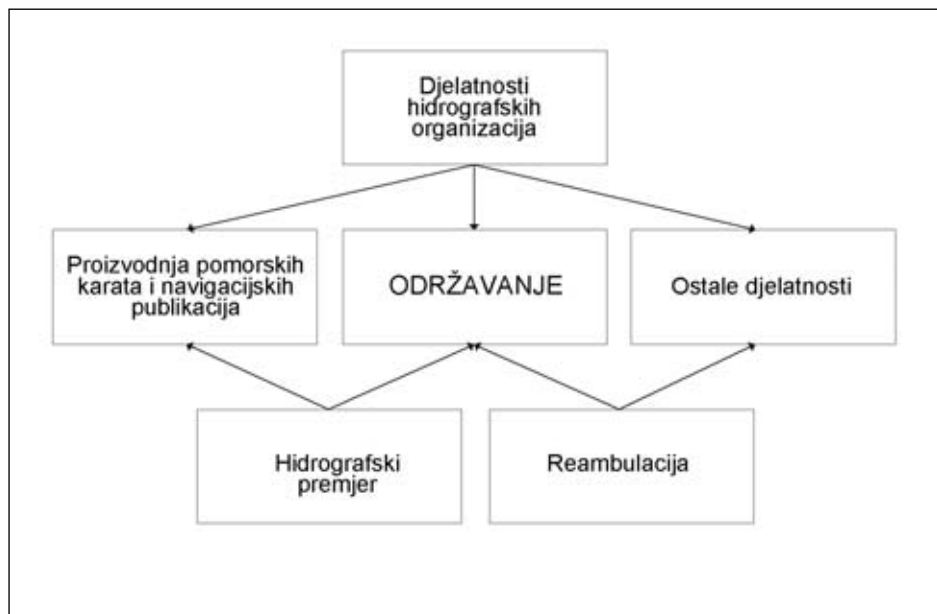 Djelatnosti
hidrografskih
organizacija
Proizvodnja pomorskih
karata i navigacijskih
publikacija
ODRŽAVANJE
Ostale djelatnosti
Hidrografski
premjer
Reambulacija